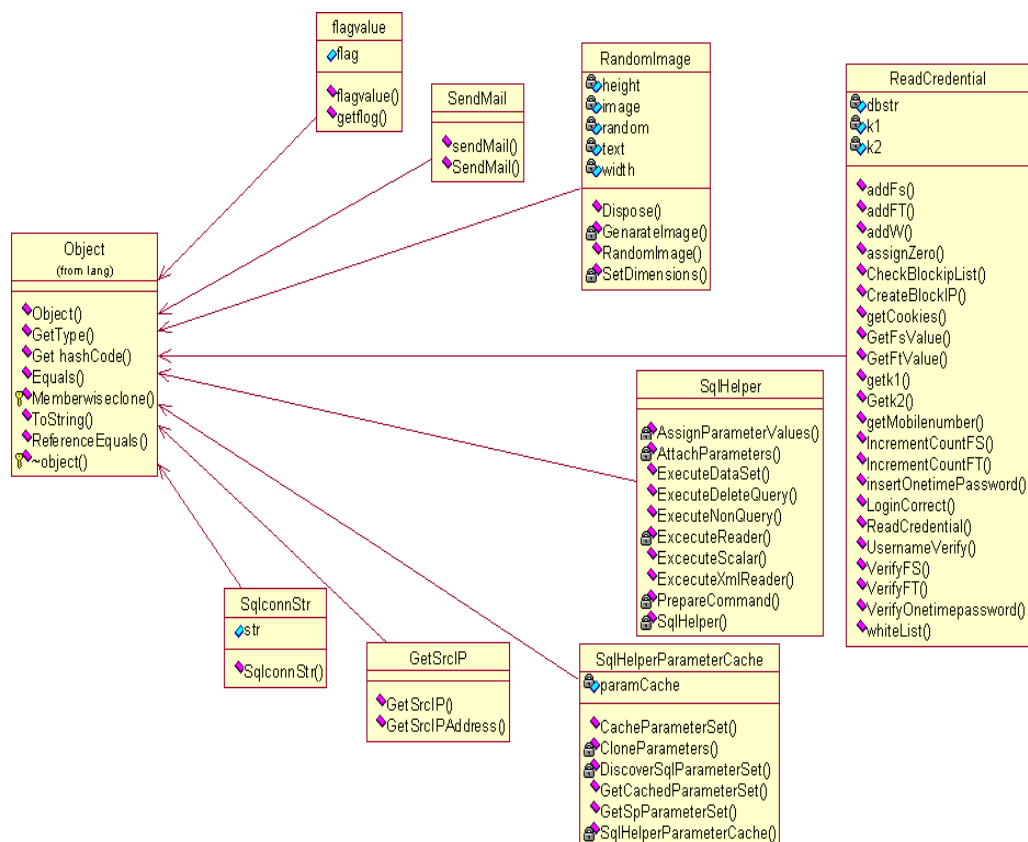 flagvalue
flag
flagvalue()
getflog()
SendMail
sendMail()
SendMail()
RandomImage
height
image
random
text
width
Dispose()
GenarateImage()
RandomImage()
SetDimensions()
ReadCredential
dbstr
k1
k2
addFs()
addFT()
addW()
assignZero()
CheckBlockipList()
CreateBlockIP()
getCookies()
GetFsValue()
GetFtValue()
getk1()
Getk2()
getMobilenumber()
IncrementCountFS()
IncrementCountFT()
insertOnetimePassword()
LoginCorrect()
ReadCredential()
UsernameVerify()
VerifyFS()
VerifyFT()
VerifyOnetimepassword()
whiteList()
Object
(from lang)
Object()
GetType()
Get hashCode()
Equals()
Memberwiseclone()
ToString()
ReferenceEquals()
~object()
SqlHelper
AssignParameterValues()
AttachParameters()
ExecuteDataSet()
ExecuteDeleteQuery()
ExecuteNonQuery()
ExcecuteReader()
ExcecuteScalar()
ExcecuteXmlReader()
PrepareCommand()
SqlHelper()
SqlconnStr
str
SqlconnStr()
GetSrcIP
GetSrcIP()
GetSrcIPAddress()
SqlHelperParameterCache
paramCache
CacheParameterSet()
CloneParameters()
DiscoverSqlParameterSet()
GetCachedParameterSet()
GetSpParameterSet()
SqlHelperParameterCache()